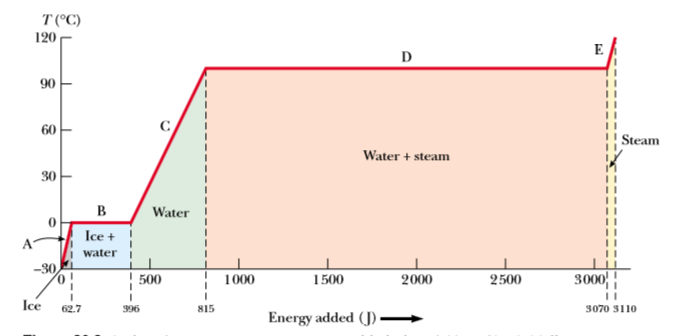 T (°C)
120
90
60
30
0
–30
A
B
C
D
E
Ice +
water
Water
Water + steam
Steam
0 500 1000 1500 2000 2500 3000
Ice
62.7 396 815 3070 3110
Energy added (J)